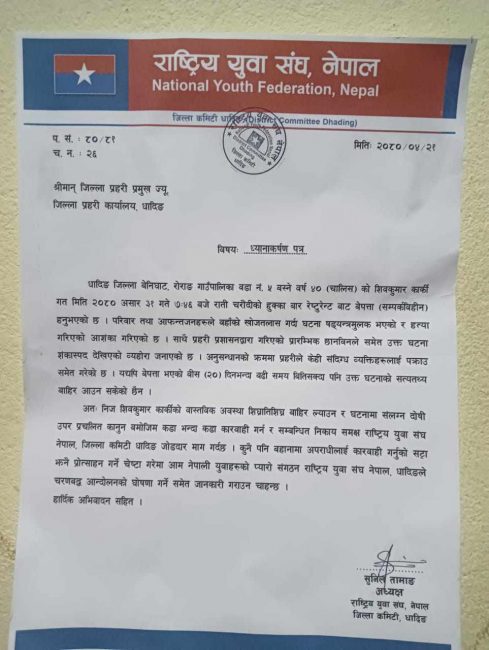 राष्ट्रिय युवा संघ, नेपाल
National Youth Federation, Nepal
जिल्ला कमिटी धादिङ (District Committee Dhading)
प. सं. : ८०/८१
च. नं. : २६
मितिः २०८०/०४/२१
श्रीमान् जिल्ला प्रहरी प्रमुख ज्यू,
जिल्ला प्रहरी कार्यालय, धादिङ
विषयः ध्यानाकर्षण पत्र
धादिङ जिल्ला बेनिघाट, रोराङ गाउँपालिका वडा नं. ५ बस्ने वर्ष ४० (चालिस) को शिवकुमार कार्की
गत मिति २०८० असार ३१ गते ७:४६ बजे राती चरौदीको हुक्का बार रेष्टुरेन्ट बाट बेपत्ता (सम्पर्कविहीन)
हुनुभएको छ । परिवार तथा आफन्तजनहरूले वहाँको खोजतलास गर्दा घटना षड्यन्त्रमुलक भएको र हत्या
गरिएको आशंका गरिएको छ । साथै प्रहरी प्रशासनद्वारा गरिएको प्रारम्भिक छानविनले समेत उक्त घटना
शंकास्पद देखिएको व्यहोरा जनाएको छ । अनुसन्धानको क्रममा प्रहरीले केही संदिग्ध व्यक्तिहरूलाई पक्राउ
समेत गरेको छ । यद्यपि बेपत्ता भएको वीस (२०) दिनभन्दा बढी समय बितिसक्दा पनि उक्त घटनाको सत्यतथ्य
बाहिर आउन सकेको छैन ।
अतः निज शिवकुमार कार्कीको वास्तविक अवस्था शिघ्रातिशिघ्र बाहिर ल्याउन र घटनामा संलग्न दोषी
उपर प्रचलित कानुन बमोजिम कडा भन्दा कडा कारबाही गर्न र सम्बन्धित निकाय समक्ष राष्ट्रिय युवा संघ
नेपाल, जिल्ला कमिटी धादिङ जोडदार माग गर्दछ । कुनै पनि बहानामा अपराधीलाई कारवाही गर्नुको सट्टा
झनै प्रोत्साहन गर्ने चेष्टा गरेमा आम नेपाली युवाहरूको प्यारो संगठन राष्ट्रिय युवा संघ नेपाल, धादिङले
चरणबद्व आन्दोलनको घोषणा गर्ने समेत जानकारी गराउन चाहन्छ ।
हार्दिक अभिवादन सहित ।
सुनिल तामाङ
अध्यक्ष
राष्ट्रिय युवा संघ, नेपाल
जिल्ला कमिटी, धादिङ